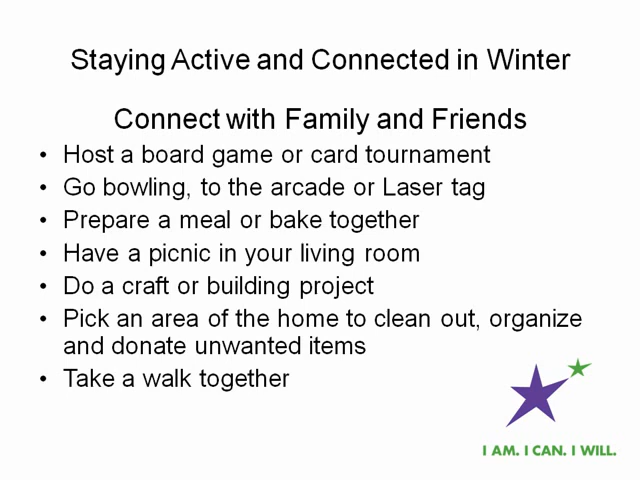 Staying Active and Connected in Winter
Connect with Family and Friends
• Host a board game or card tournament
• Go bowling, to the arcade or Laser tag
• Prepare a meal or bake together
• Have a picnic in your living room
• Do a craft or building project
• Pick an area of the home to clean out, organize
and donate unwanted items
• Take a walk together
I AM. I CAN. I WILL.